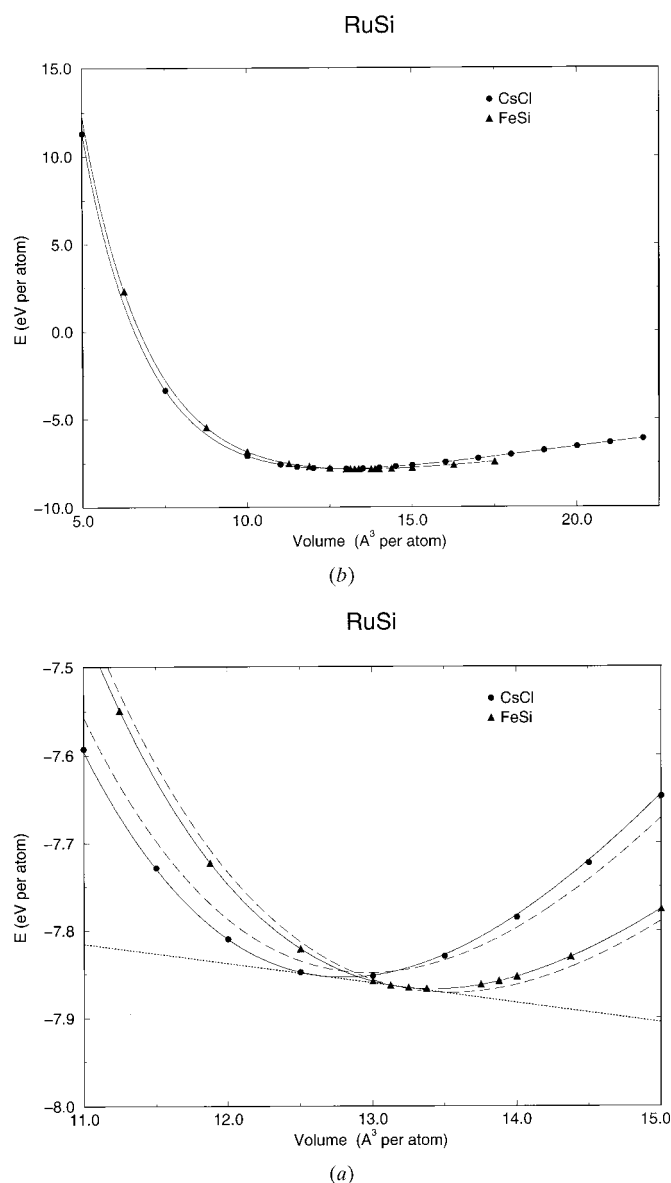 RuSi
15.0
10.0
5.0
0.0
−5.0
−10.0
E (eV per atom)
CsCl
FeSi
5.0 10.0 15.0 20.0
Volume (A³ per atom)
(b)
RuSi
−7.5
−7.6
−7.7
−7.8
−7.9
−8.0
E (eV per atom)
CsCl
FeSi
11.0 12.0 13.0 14.0 15.0
Volume (A³ per atom)
(a)